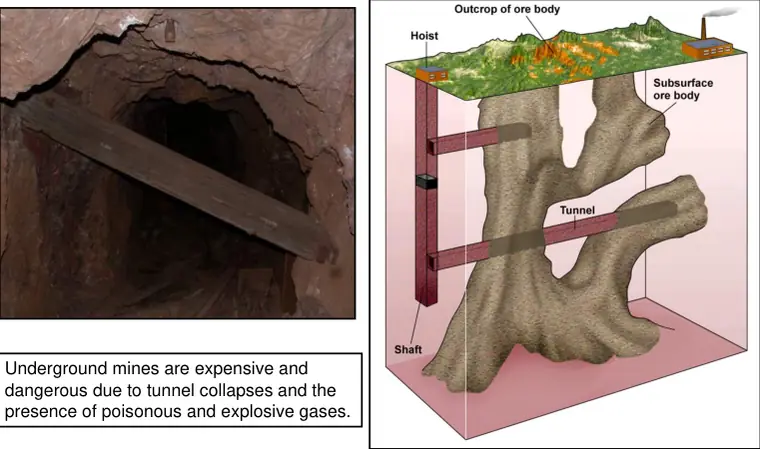 Outcrop of ore body
Hoist
Subsurface
ore body
Tunnel
Shaft
Underground mines are expensive and
dangerous due to tunnel collapses and the
presence of poisonous and explosive gases.